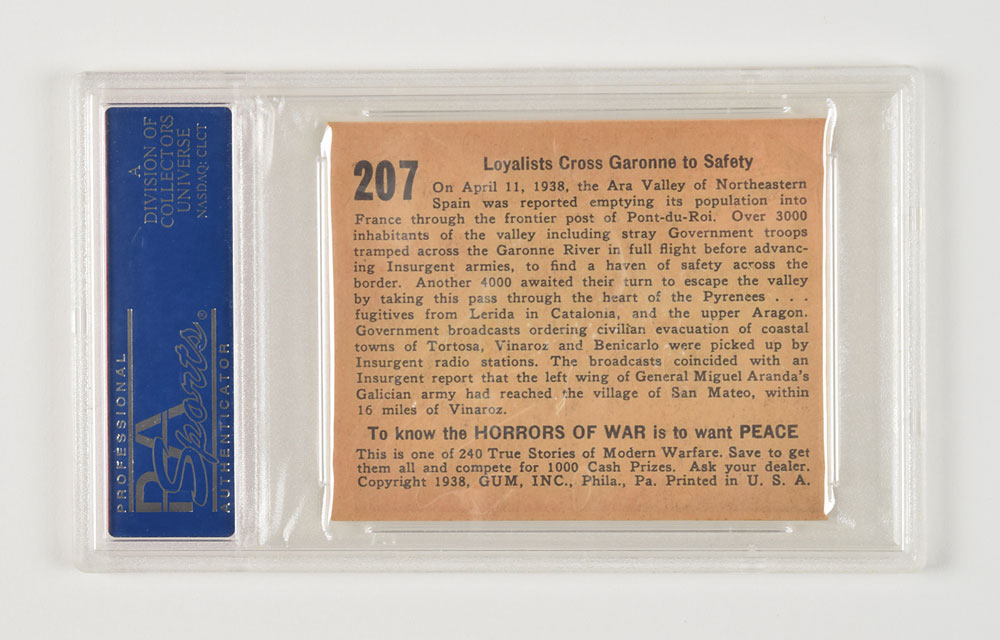 A
DIVISION OF
COLLECTORS
UNIVERSE
NASDAQ: CLCT
PROFESSIONAL
PSA
Sports®
AUTHENTICATOR
207
Loyalists Cross Garonne to Safety
On April 11, 1938, the Ara Valley of Northeastern
Spain was reported emptying its population into
France through the frontier post of Pont-du-Roi. Over 3000
inhabitants of the valley including stray Government troops
tramped across the Garonne River in full flight before advanc-
ing Insurgent armies, to find a haven of safety across the
border. Another 4000 awaited their turn to escape the valley
by taking this pass through the heart of the Pyrenees . . .
fugitives from Lerida in Catalonia, and the upper Aragon.
Government broadcasts ordering civilian evacuation of coastal
towns of Tortosa, Vinaroz and Benicarlo were picked up by
Insurgent radio stations. The broadcasts coincided with an
Insurgent report that the left wing of General Miguel Aranda's
Galician army had reached the village of San Mateo, within
16 miles of Vinaroz.
To know the HORRORS OF WAR is to want PEACE
This is one of 240 True Stories of Modern Warfare. Save to get
them all and compete for 1000 Cash Prizes. Ask your dealer.
Copyright 1938, GUM, INC., Phila., Pa. Printed in U. S. A.